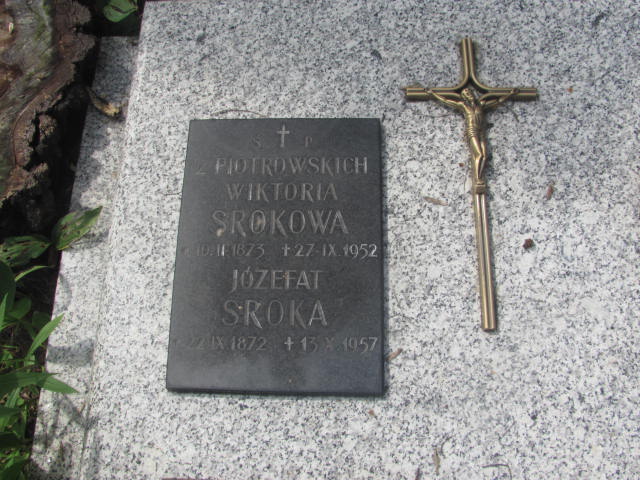 Ś † P
Z PIOTROWSKICH
WIKTORIA
SROKOWA
* 10.II.1873 † 27.IX.1952
JÓZEFAT
SROKA
* 22.IX.1872 † 13.X.1957